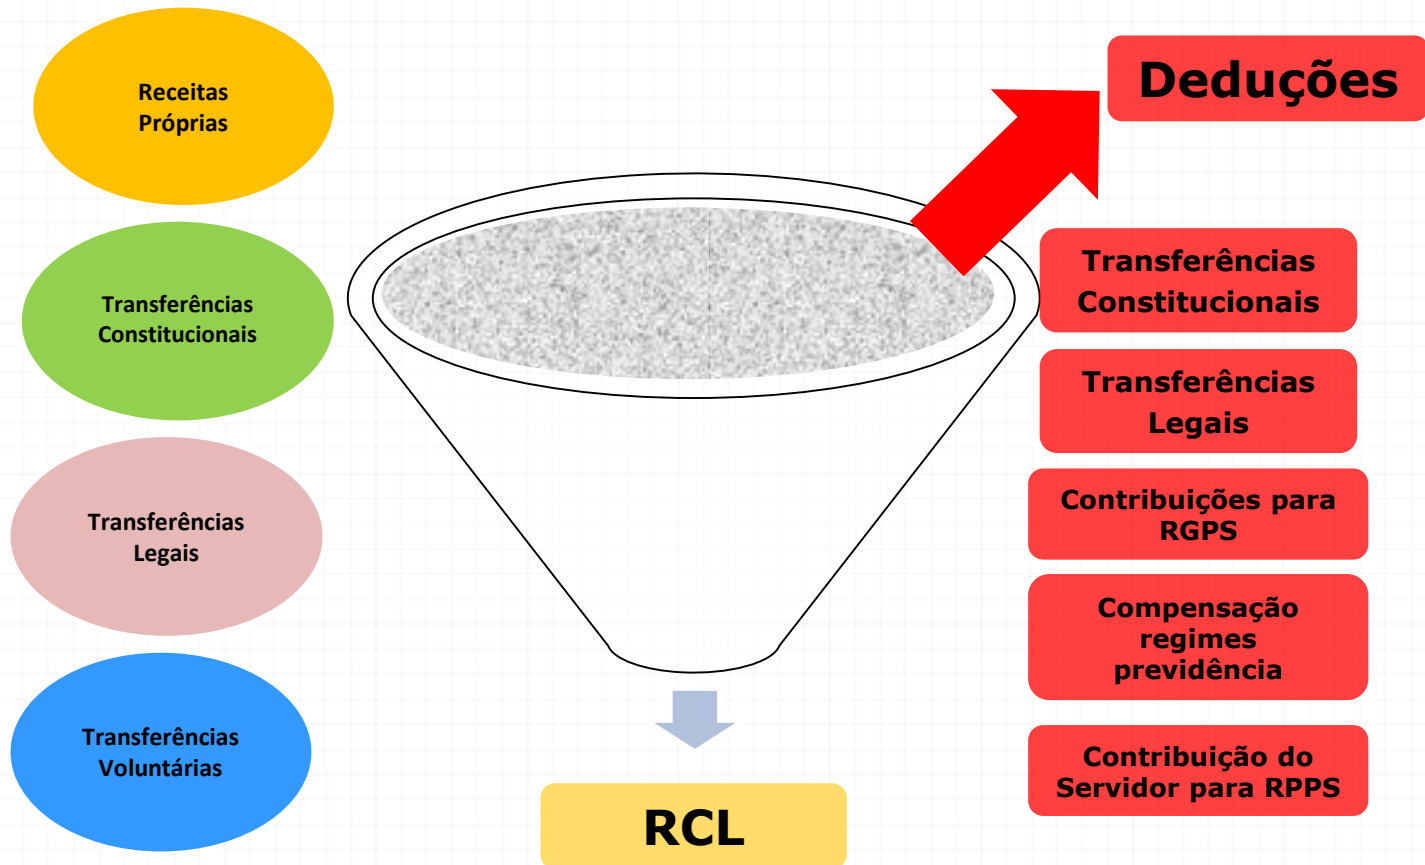 Receitas
Próprias
Transferências
Constitucionais
Transferências
Legais
Transferências
Voluntárias
RCL
Deduções
Transferências
Constitucionais
Transferências
Legais
Contribuições para
RGPS
Compensação
regimes
previdência
Contribuição do
Servidor para RPPS